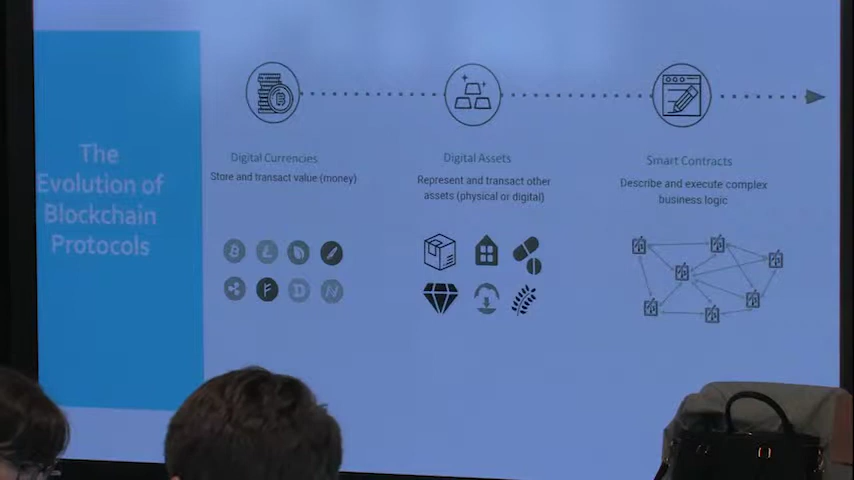 The
Evolution of
Blockchain
Protocols
Digital Currencies
Store and transact value (money)
Digital Assets
Represent and transact other
assets (physical or digital)
Smart Contracts
Describe and execute complex
business logic